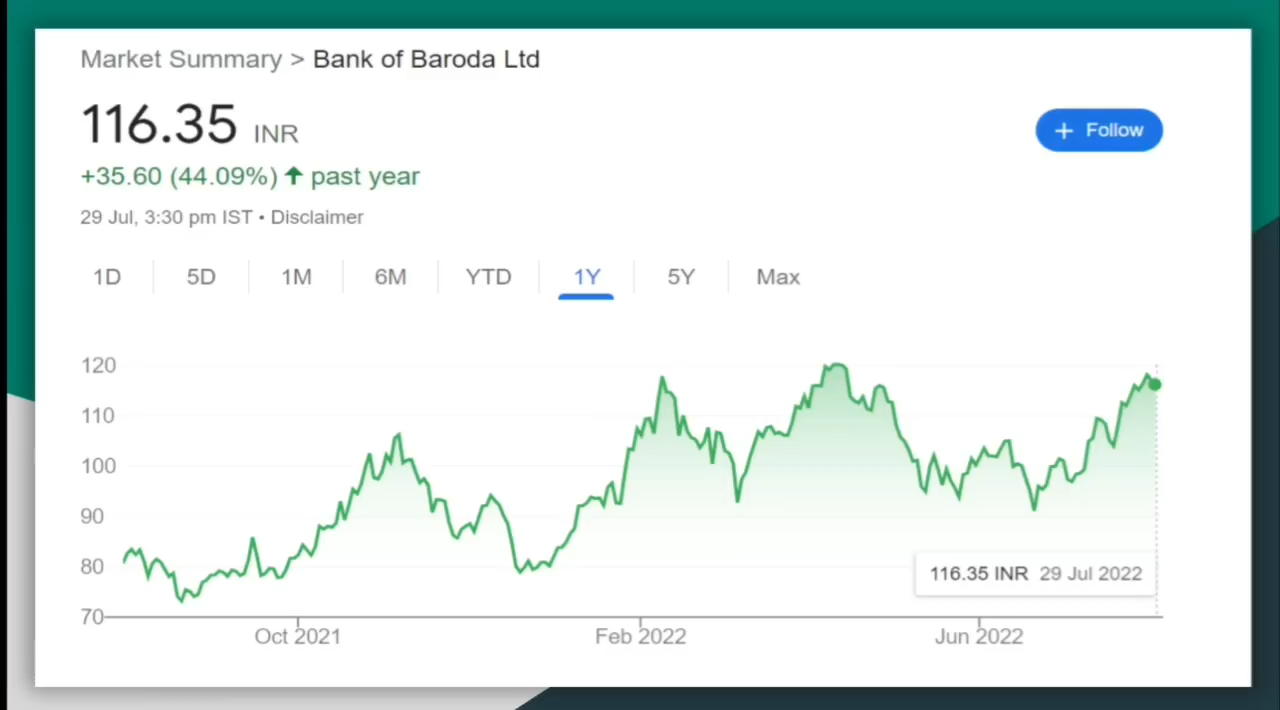 Market Summary > Bank of Baroda Ltd
116.35 INR
+ Follow
+35.60 (44.09%) ↑ past year
29 Jul, 3:30 pm IST • Disclaimer
1D 5D 1M 6M YTD 1Y 5Y Max
120
110
100
90
80
70
116.35 INR 29 Jul 2022
Oct 2021 Feb 2022 Jun 2022